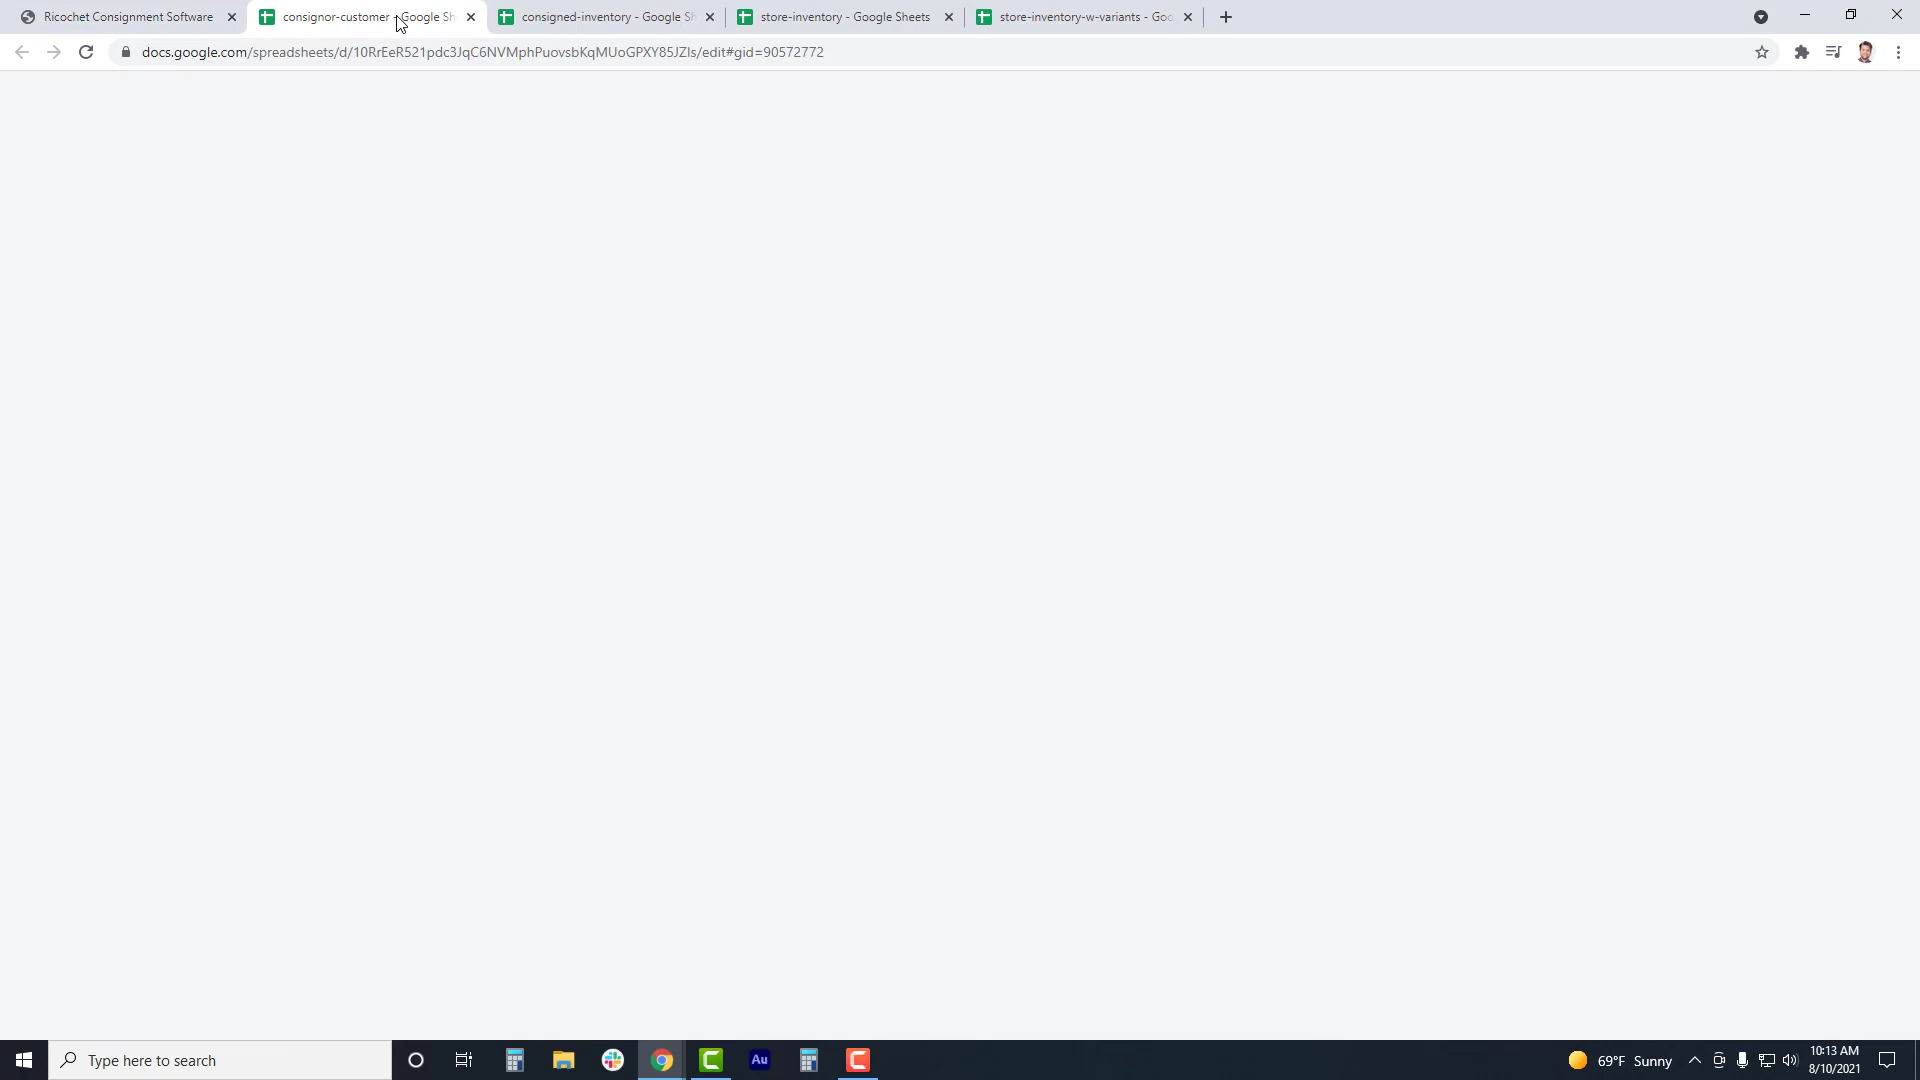 Ricochet Consignment Software
consignor-customer - Google Sh
consigned-inventory - Google Sh
store-inventory - Google Sheets
store-inventory-w-variants - Goo
docs.google.com/spreadsheets/d/10RrEeR521pdc3JqC6NVMphPuovsbKqMUoGPXY85JZIs/edit#gid=90572772
Type here to search
Au
69°F Sunny
10:13 AM
8/10/2021